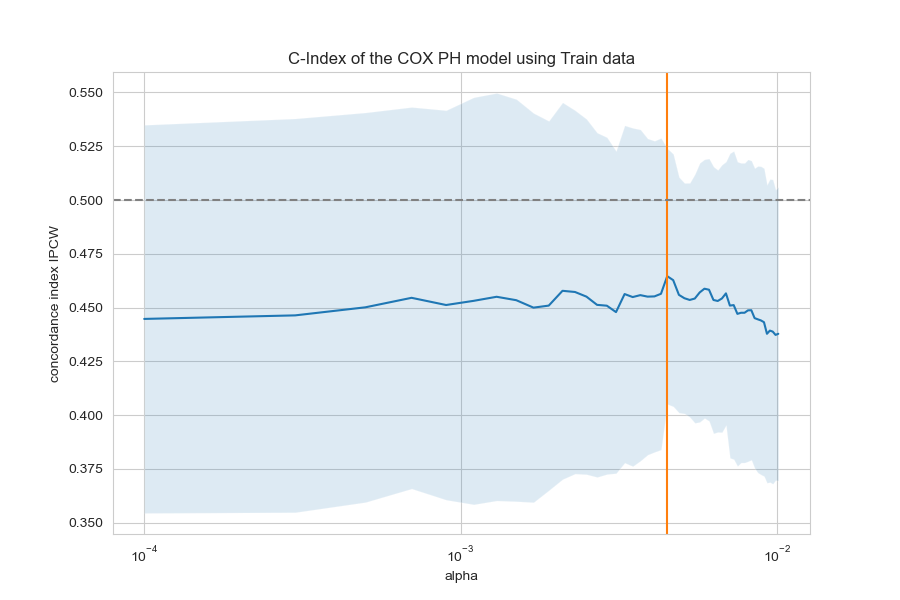 C-Index of the COX PH model using Train data
concordance index IPCW
0.550
0.525
0.500
0.475
0.450
0.425
0.400
0.375
0.350
10⁻⁴ 10⁻³ 10⁻²
alpha